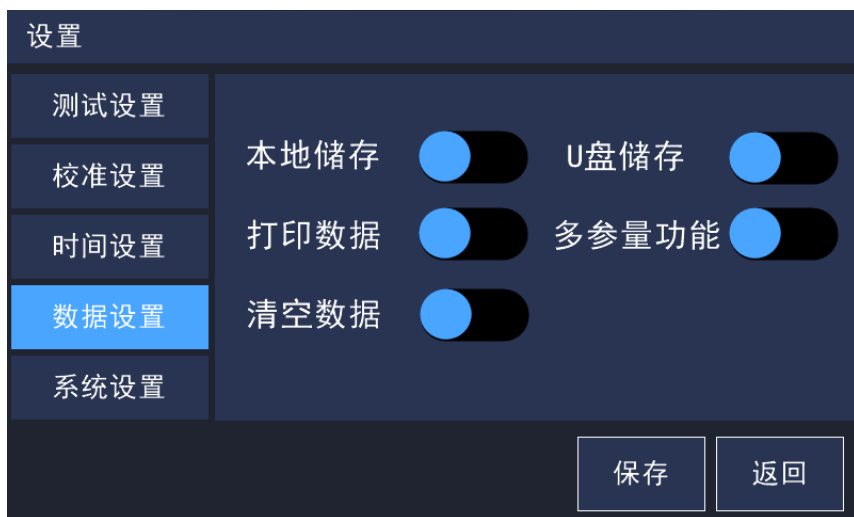 设置
测试设置
校准设置
时间设置
数据设置
系统设置
本地储存
U盘储存
打印数据
多参量功能
清空数据
保存
返回